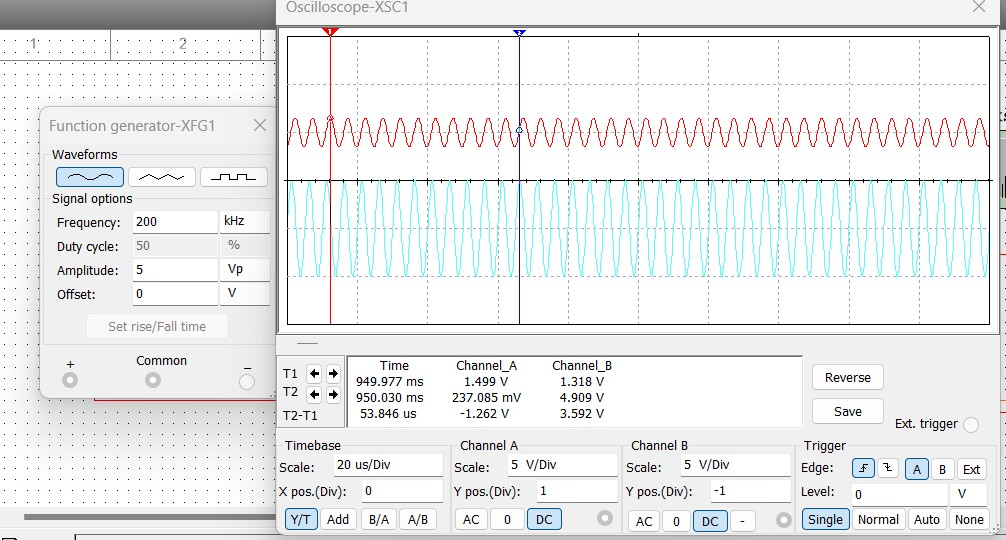 Oscilloscope-XSC1
1 2
Function generator-XFG1
Waveforms
Signal options
Frequency: 200 kHz
Duty cycle: 50 %
Amplitude: 5 Vp
Offset: 0 V
Set rise/Fall time
+ Common −
Time Channel_A Channel_B
T1 949.977 ms 1.499 V 1.318 V
T2 950.030 ms 237.085 mV 4.909 V
T2-T1 53.846 us -1.262 V 3.592 V
Reverse
Save
Ext. trigger
Timebase Channel A Channel B Trigger
Scale: 20 us/Div Scale: 5 V/Div Scale: 5 V/Div Edge: A B Ext
X pos.(Div): 0 Y pos.(Div): 1 Y pos.(Div): -1 Level: 0 V
Y/T Add B/A A/B AC 0 DC AC 0 DC - Single Normal Auto None